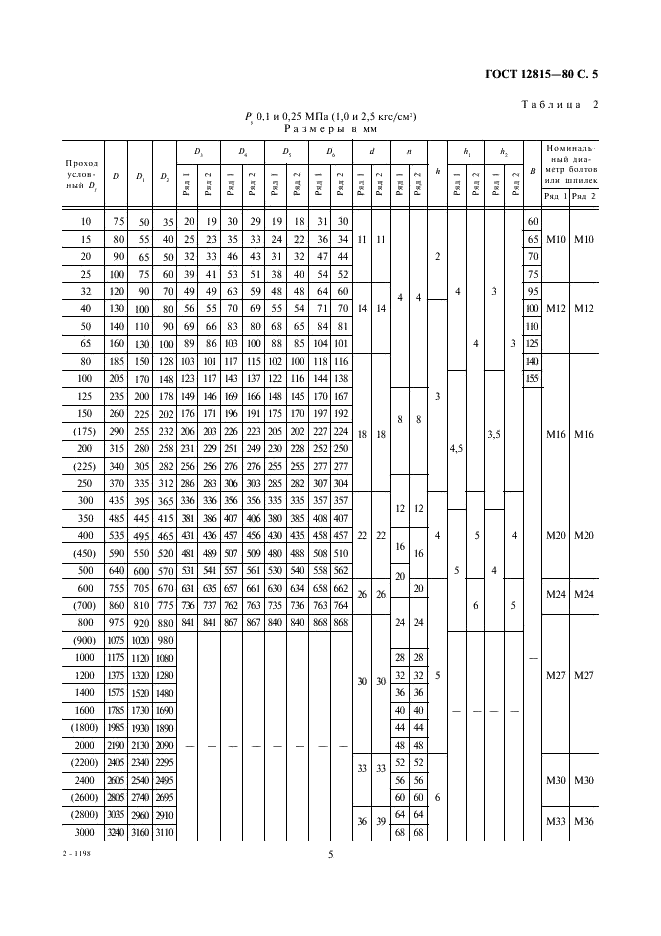 ГОСТ 12815—80 С. 5
Таблица 2
Ру 0,1 и 0,25 МПа (1,0 и 2,5 кгс/см²)
Размеры в мм
Проход услов- ный Dу D D1 D2 D3 D4 D5 D6 d n h h1 h2 B Номиналь- ный диа- метр болтов или шпилек
Ряд 1 Ряд 2 Ряд 1 Ряд 2 Ряд 1 Ряд 2 Ряд 1 Ряд 2 Ряд 1 Ряд 2 Ряд 1 Ряд 2 Ряд 1 Ряд 2 Ряд 1 Ряд 2 Ряд 1 Ряд 2
10 75 50 35 20 19 30 29 19 18 31 30 60
15 80 55 40 25 23 35 33 24 22 36 34 11 11 65 М10 М10
20 90 65 50 32 33 46 43 31 32 47 44 2 70
25 100 75 60 39 41 53 51 38 40 54 52 75
32 120 90 70 49 49 63 59 48 48 64 60 4 4 4 3 95
40 130 100 80 56 55 70 69 55 54 71 70 14 14 100 М12 М12
50 140 110 90 69 66 83 80 68 65 84 81 110
65 160 130 100 89 86 103 100 88 85 104 101 4 3 125
80 185 150 128 103 101 117 115 102 100 118 116 140
100 205 170 148 123 117 143 137 122 116 144 138 155
125 235 200 178 149 146 169 166 148 145 170 167 3
150 260 225 202 176 171 196 191 175 170 197 192 8 8
(175) 290 255 232 206 203 226 223 205 202 227 224 18 18 3,5 М16 М16
200 315 280 258 231 229 251 249 230 228 252 250 4,5
(225) 340 305 282 256 256 276 276 255 255 277 277
250 370 335 312 286 283 306 303 285 282 307 304
300 435 395 365 336 336 356 356 335 335 357 357 12 12
350 485 445 415 381 386 407 406 380 385 408 407
400 535 495 465 431 436 457 456 430 435 458 457 22 22 4 5 4 М20 М20
(450) 590 550 520 481 489 507 509 480 488 508 510 16 16
500 640 600 570 531 541 557 561 530 540 558 562 20 5 4
600 755 705 670 631 635 657 661 630 634 658 662 26 26 20 М24 М24
(700) 860 810 775 736 737 762 763 735 736 763 764 6 5
800 975 920 880 841 841 867 867 840 840 868 868 24 24
(900) 1075 1020 980
1000 1175 1120 1080 28 28 —
1200 1375 1320 1280 30 30 32 32 5 М27 М27
1400 1575 1520 1480 36 36
1600 1785 1730 1690 40 40 — — — —
(1800) 1985 1930 1890 44 44
2000 2190 2130 2090 — — — — — — — — 48 48
(2200) 2405 2340 2295 33 33 52 52
2400 2605 2540 2495 56 56 М30 М30
(2600) 2805 2740 2695 60 60 6
(2800) 3035 2960 2910 36 39 64 64 М33 М36
3000 3240 3160 3110 68 68
2–1198
5